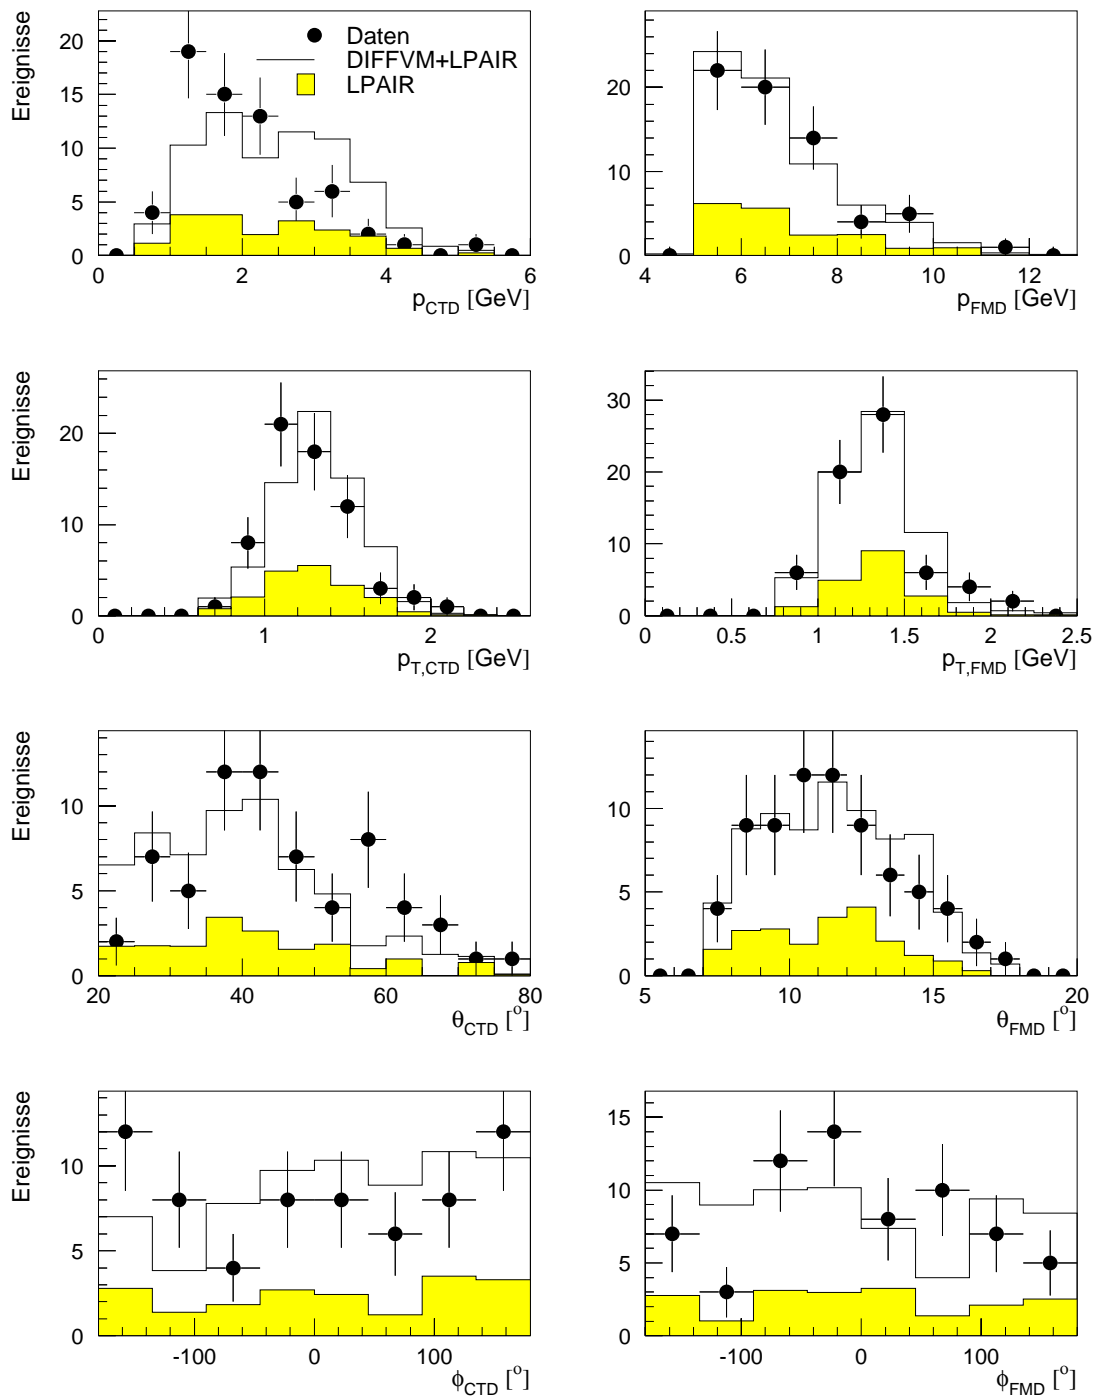 Ereignisse
20
15
10
5
0
0 2 4 6
p_CTD [GeV]
Daten
DIFFVM+LPAIR
LPAIR
20
10
0
4 6 8 10 12
p_FMD [GeV]
Ereignisse
20
10
0
0 1 2
p_T,CTD [GeV]
30
20
10
0
0 0.5 1 1.5 2 2.5
p_T,FMD [GeV]
Ereignisse
10
5
0
20 40 60 80
θ_CTD [°]
10
5
0
5 10 15 20
θ_FMD [°]
Ereignisse
10
5
0
-100 0 100
ϕ_CTD [°]
15
10
5
0
-100 0 100
ϕ_FMD [°]